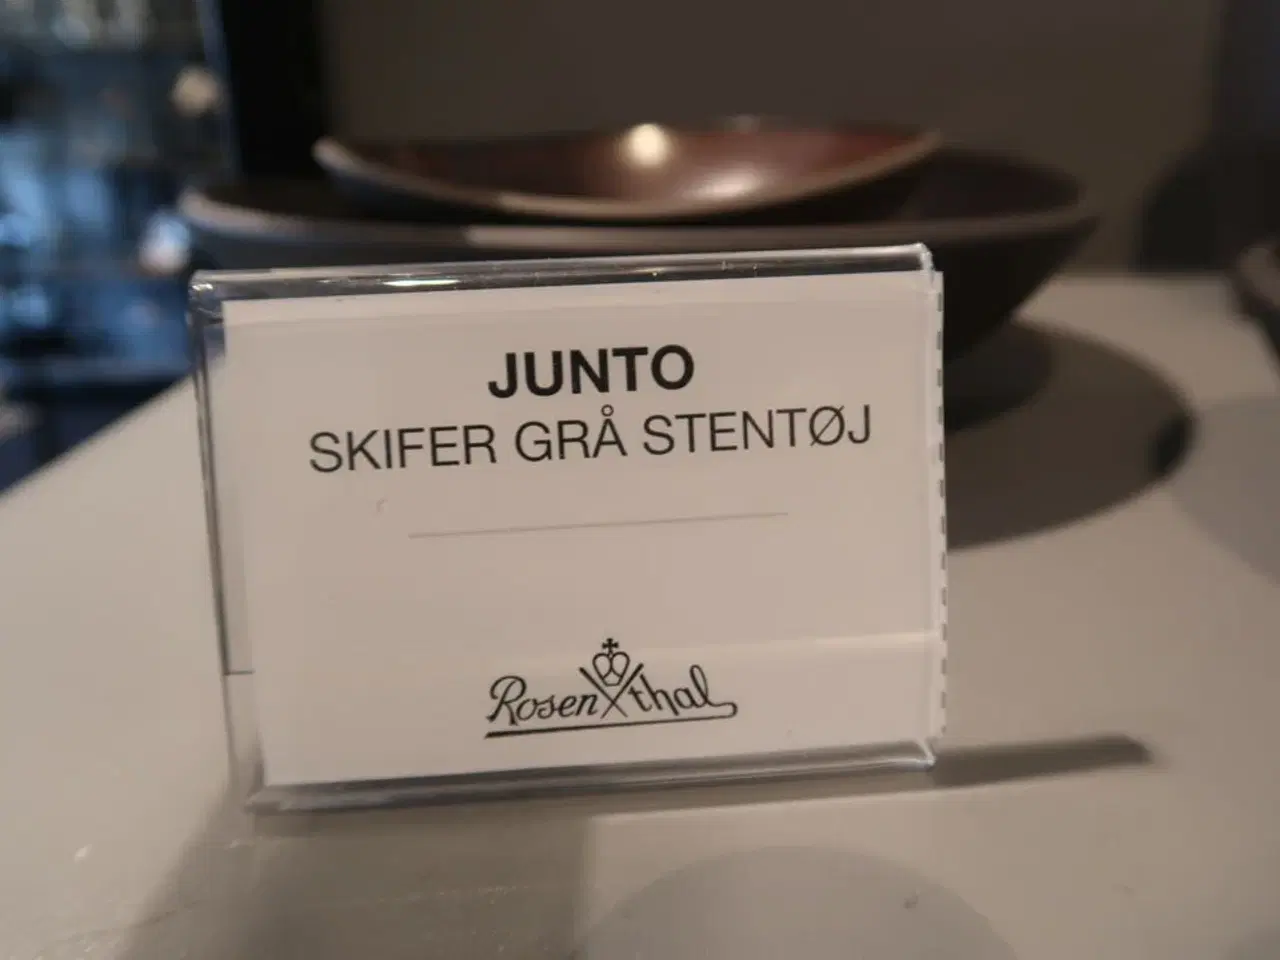 JUNTO
SKIFER GRÅ STENTØJ
Rosenthal